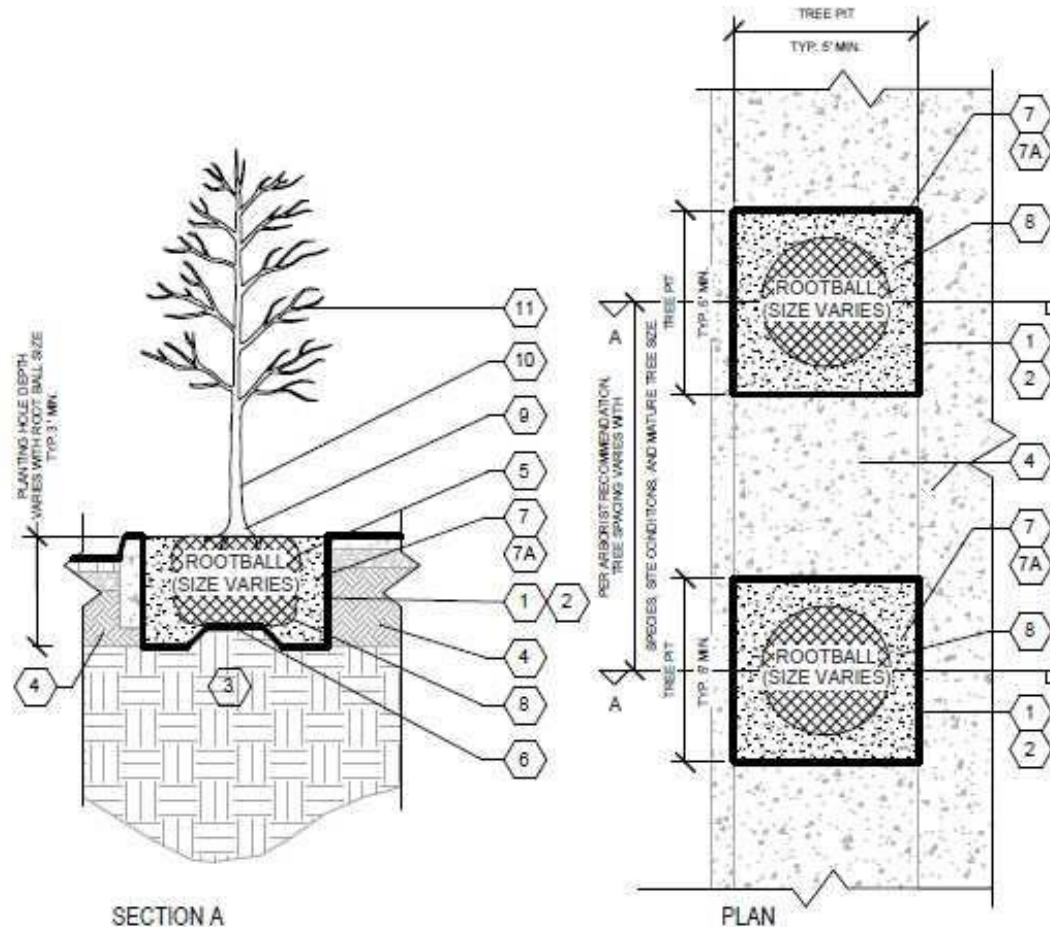 TREE PIT
TYP. 5' MIN.
7
7A
8
TREE PIT
TYP. 5' MIN.
ROOTBALL
(SIZE VARIES)
A
1
2
11
10
9
5
7
7A
1
2
4
8
6
PLANTING HOLE DEPTH
VARIES WITH ROOT BALL SIZE
TYP 3' MIN.
ROOTBALL
(SIZE VARIES)
4
3
PER ARBORIST RECOMMENDATION,
TREE SPACING VARIES WITH
SPECIES, SITE CONDITIONS, AND MATURE TREE SIZE.
4
7
7A
8
TREE PIT
TYP. 5' MIN.
ROOTBALL
(SIZE VARIES)
A
1
2
SECTION A
PLAN